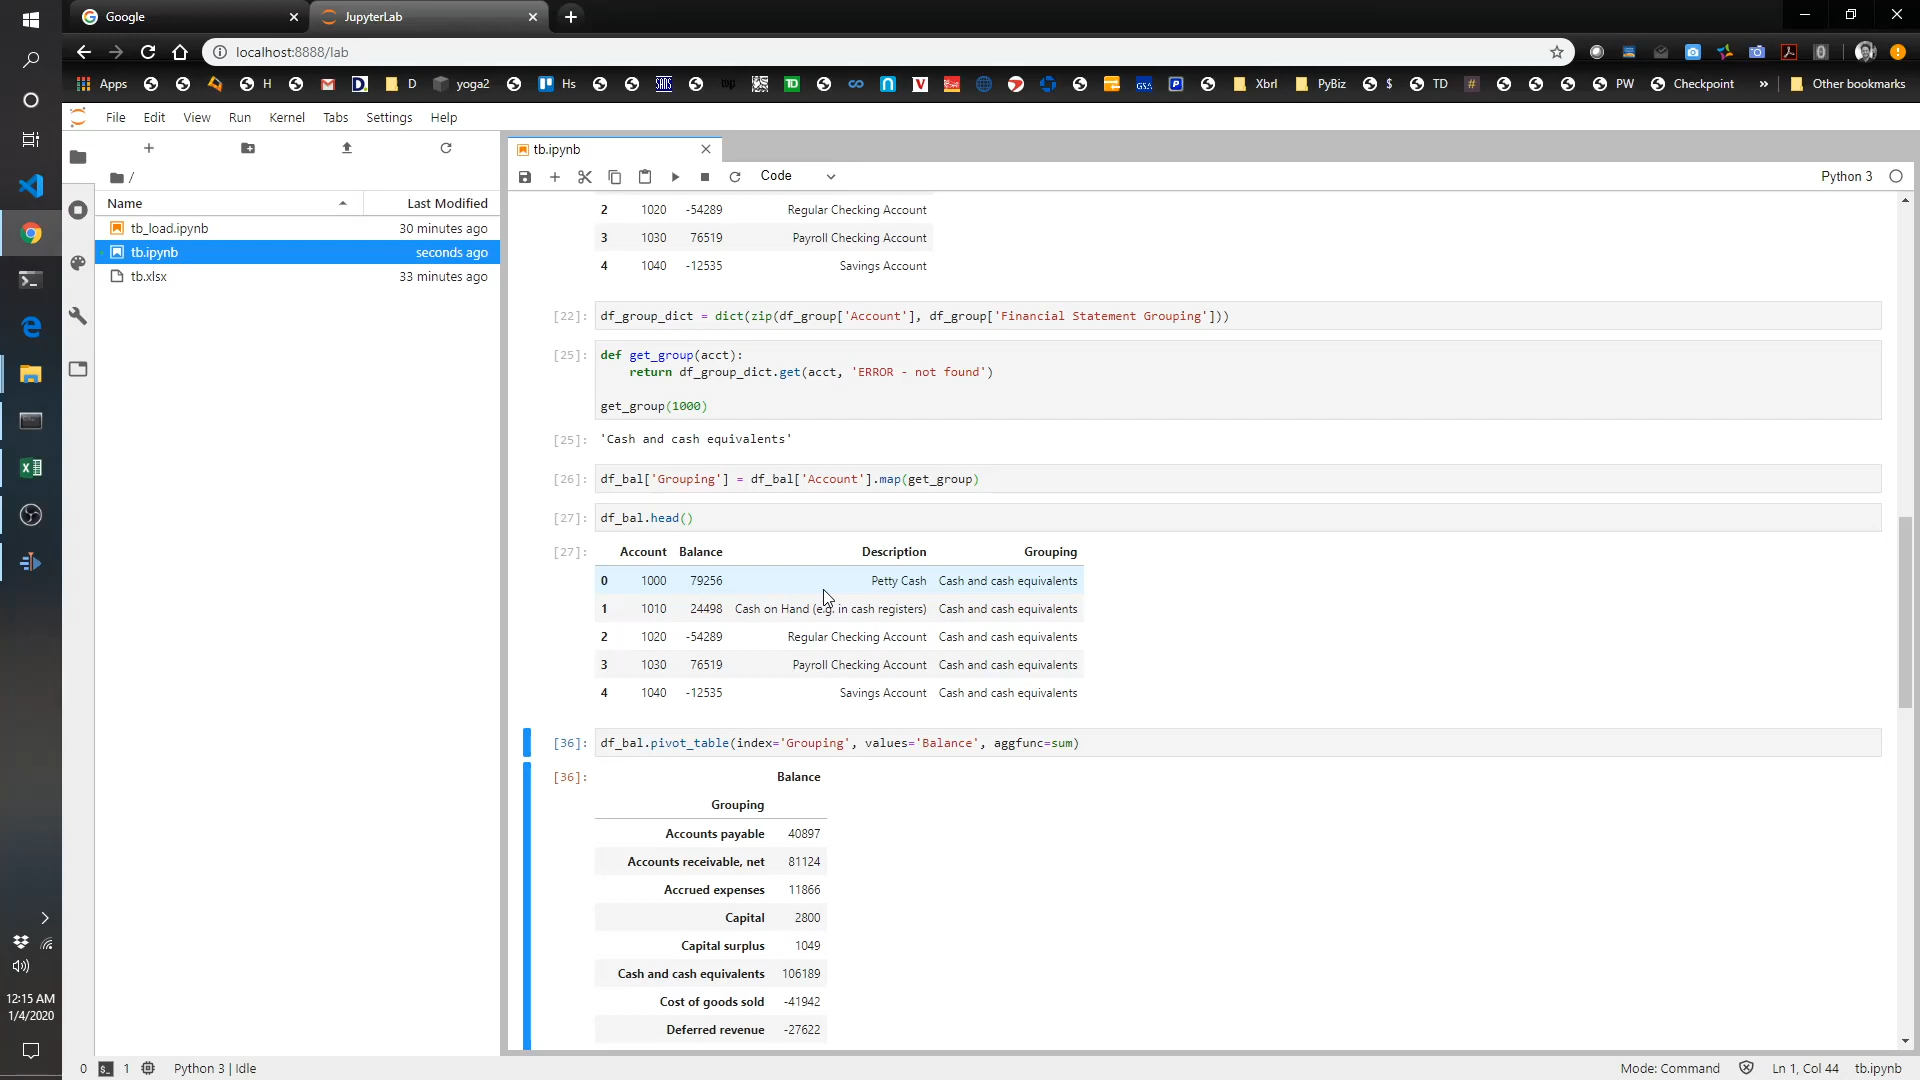 Google
JupyterLab
localhost:8888/lab
Apps
H
D
yoga2
Hs
SANS
TD
GSA
Xbrl
PyBiz
$
TD
#
PW
Checkpoint
»
Other bookmarks
File Edit View Run Kernel Tabs Settings Help
tb.ipynb
/
Code
Python 3
Name Last Modified
tb_load.ipynb 30 minutes ago
tb.ipynb seconds ago
tb.xlsx 33 minutes ago
2 1020 -54289 Regular Checking Account
3 1030 76519 Payroll Checking Account
4 1040 -12535 Savings Account
[22]: df_group_dict = dict(zip(df_group['Account'], df_group['Financial Statement Grouping']))
[25]: def get_group(acct):
return df_group_dict.get(acct, 'ERROR - not found')
get_group(1000)
[25]: 'Cash and cash equivalents'
[26]: df_bal['Grouping'] = df_bal['Account'].map(get_group)
[27]: df_bal.head()
[27]: Account Balance Description Grouping
0 1000 79256 Petty Cash Cash and cash equivalents
1 1010 24498 Cash on Hand (e.g. in cash registers) Cash and cash equivalents
2 1020 -54289 Regular Checking Account Cash and cash equivalents
3 1030 76519 Payroll Checking Account Cash and cash equivalents
4 1040 -12535 Savings Account Cash and cash equivalents
[36]: df_bal.pivot_table(index='Grouping', values='Balance', aggfunc=sum)
[36]: Balance
Grouping
Accounts payable 40897
Accounts receivable, net 81124
Accrued expenses 11866
Capital 2800
Capital surplus 1049
Cash and cash equivalents 106189
Cost of goods sold -41942
Deferred revenue -27622
12:15 AM
1/4/2020
0 1 Python 3 | Idle
Mode: Command Ln 1, Col 44 tb.ipynb